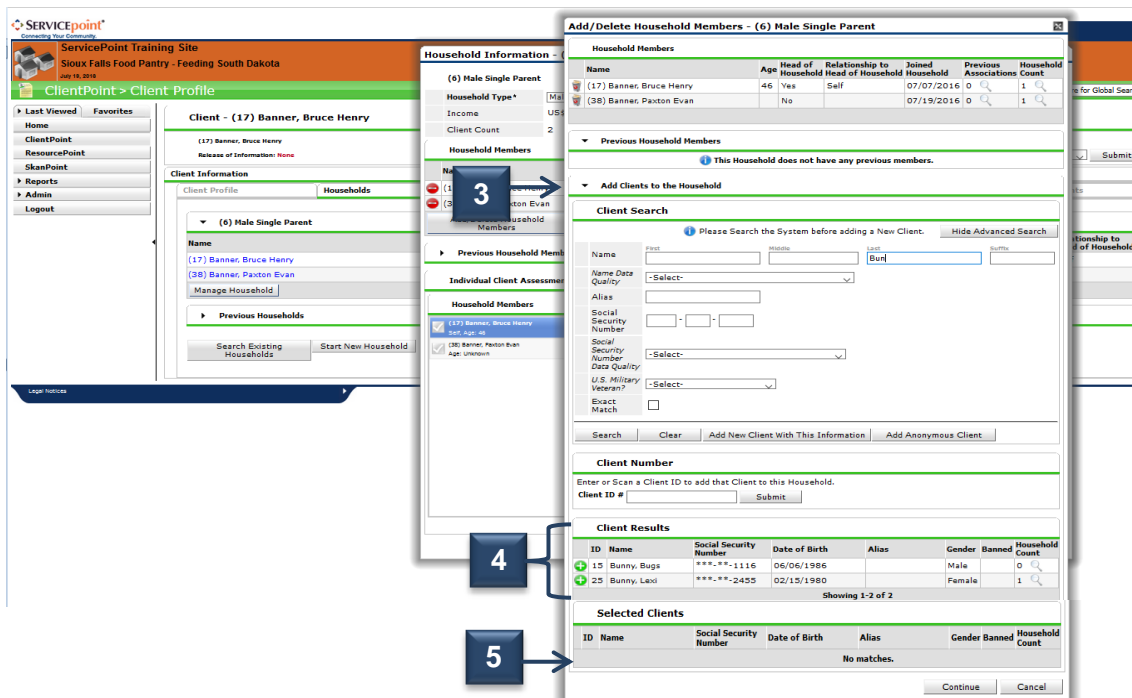 SERVICEpoint
Connecting Your Community.
ServicePoint Training Site
Sioux Falls Food Pantry - Feeding South Dakota
July 19, 2016
ClientPoint > Client Profile
Last Viewed Favorites
Home
ClientPoint
ResourcePoint
SkanPoint
Reports
Admin
Logout
Client - (17) Banner, Bruce Henry
(17) Banner, Bruce Henry
Release of Information: None
Client Information
Client Profile Households
(6) Male Single Parent
Name
(17) Banner, Bruce Henry
(38) Banner, Paxton Evan
Manage Household
Previous Households
Search Existing
Households
Start New Household
Legal Notices
Household Information - (
(6) Male Single Parent
Household Type*
Income US$
Client Count 2
Household Members
Members
Previous Household Memb
Individual Client Assessme
Household Members
(17) Banner, Bruce Henry
Self, Age: 46
(38) Banner, Paxton Evan
Age: Unknown
3
4
5
Add/Delete Household Members - (6) Male Single Parent
Household Members
Name Age Head of Household Relationship to Head of Household Joined Household Previous Associations Household Count
(17) Banner, Bruce Henry 46 Yes Self 07/07/2016 0 1
(38) Banner, Paxton Evan No 07/19/2016 0 1
Previous Household Members
This Household does not have any previous members.
Add Clients to the Household
Client Search
Please Search the System before adding a New Client. Hide Advanced Search
First Middle Last Suffix
Name Bun
Name Data
Quality -Select-
Alias
Social
Security
Number - -
Social
Security
Number
Data Quality -Select-
U.S. Military
Veteran? -Select-
Exact
Match
Search Clear Add New Client With This Information Add Anonymous Client
Client Number
Enter or Scan a Client ID to add that Client to this Household.
Client ID # Submit
Client Results
ID Name Social Security Number Date of Birth Alias Gender Banned Household Count
15 Bunny, Bugs ***-**-1116 06/06/1986 Male 0
25 Bunny, Lexi ***-**-2455 02/15/1980 Female 1
Showing 1-2 of 2
Selected Clients
ID Name Social Security Number Date of Birth Alias Gender Banned Household Count
No matches.
Continue Cancel
e for Global Sear
Submit
ationship to
d of Household